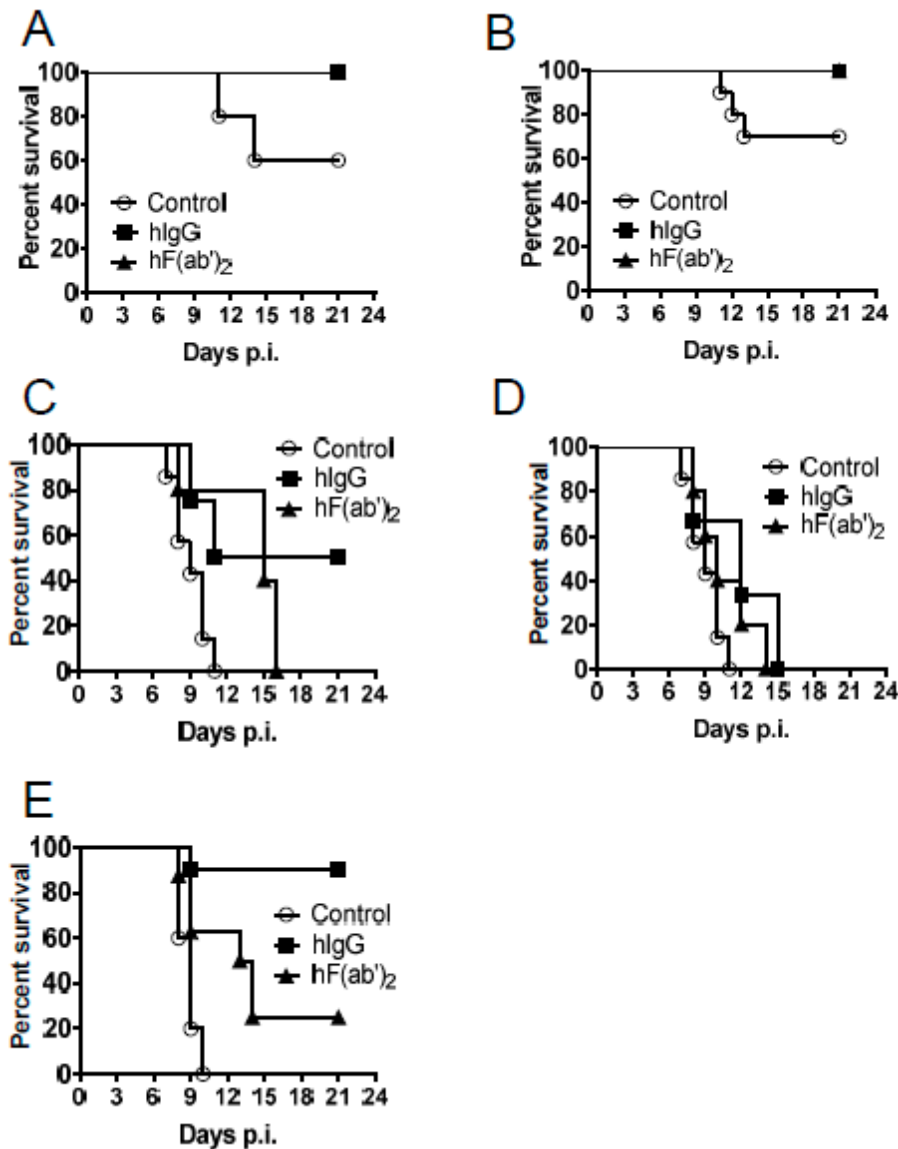 A
Percent survival
100
80
60
40
20
0
Control
hIgG
hF(ab')2
0 3 6 9 12 15 18 21 24
Days p.i.
B
Percent survival
100
80
60
40
20
0
Control
hIgG
hF(ab')2
0 3 6 9 12 15 18 21 24
Days p.i.
C
Percent survival
100
80
60
40
20
0
Control
hIgG
hF(ab')2
0 3 6 9 12 15 18 21 24
Days p.i.
D
Percent survival
100
80
60
40
20
0
Control
hIgG
hF(ab')2
0 3 6 9 12 15 18 21 24
Days p.i.
E
Percent survival
100
80
60
40
20
0
Control
hIgG
hF(ab')2
0 3 6 9 12 15 18 21 24
Days p.i.